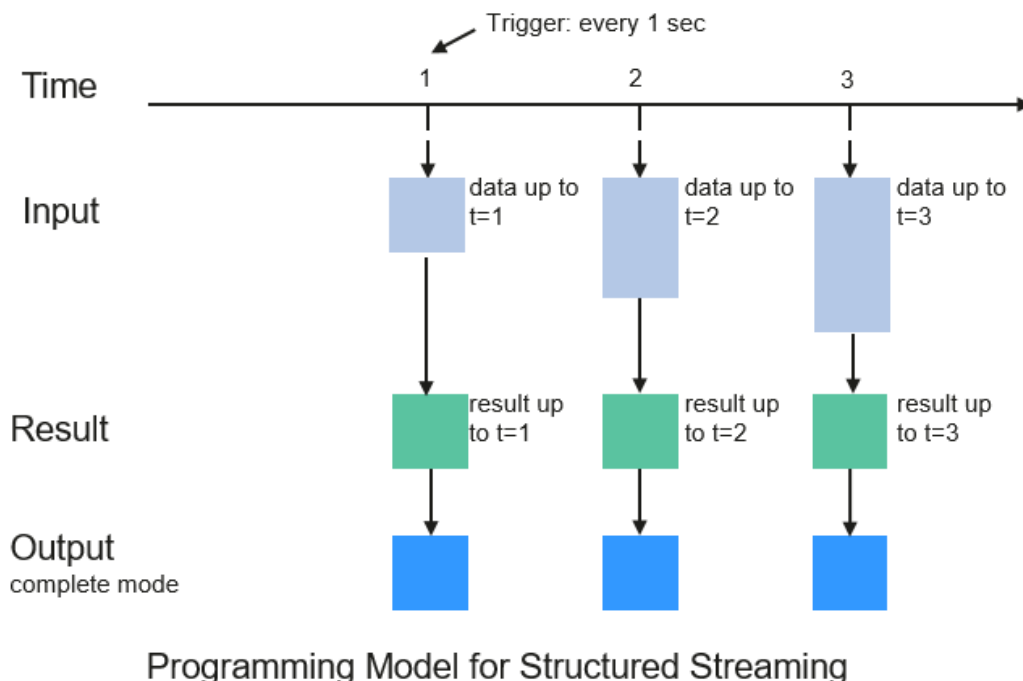 Trigger: every 1 sec
Time
1
2
3
Input
data up to
t=1
data up to
t=2
data up to
t=3
Result
result up
to t=1
result up
to t=2
result up
to t=3
Output
complete mode
Programming Model for Structured Streaming